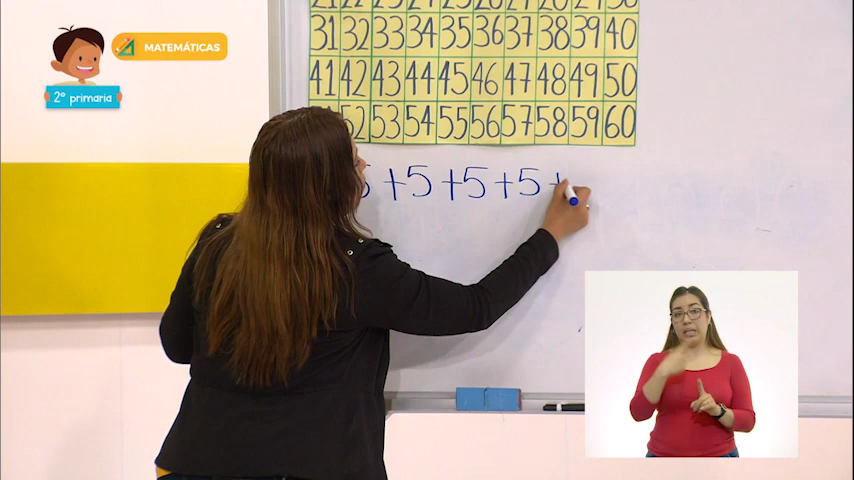 MATEMÁTICAS
2° primaria
31 32 33 34 35 36 37 38 39 40
41 42 43 44 45 46 47 48 49 50
52 53 54 55 56 57 58 59 60
5 + 5 + 5 + 5 +